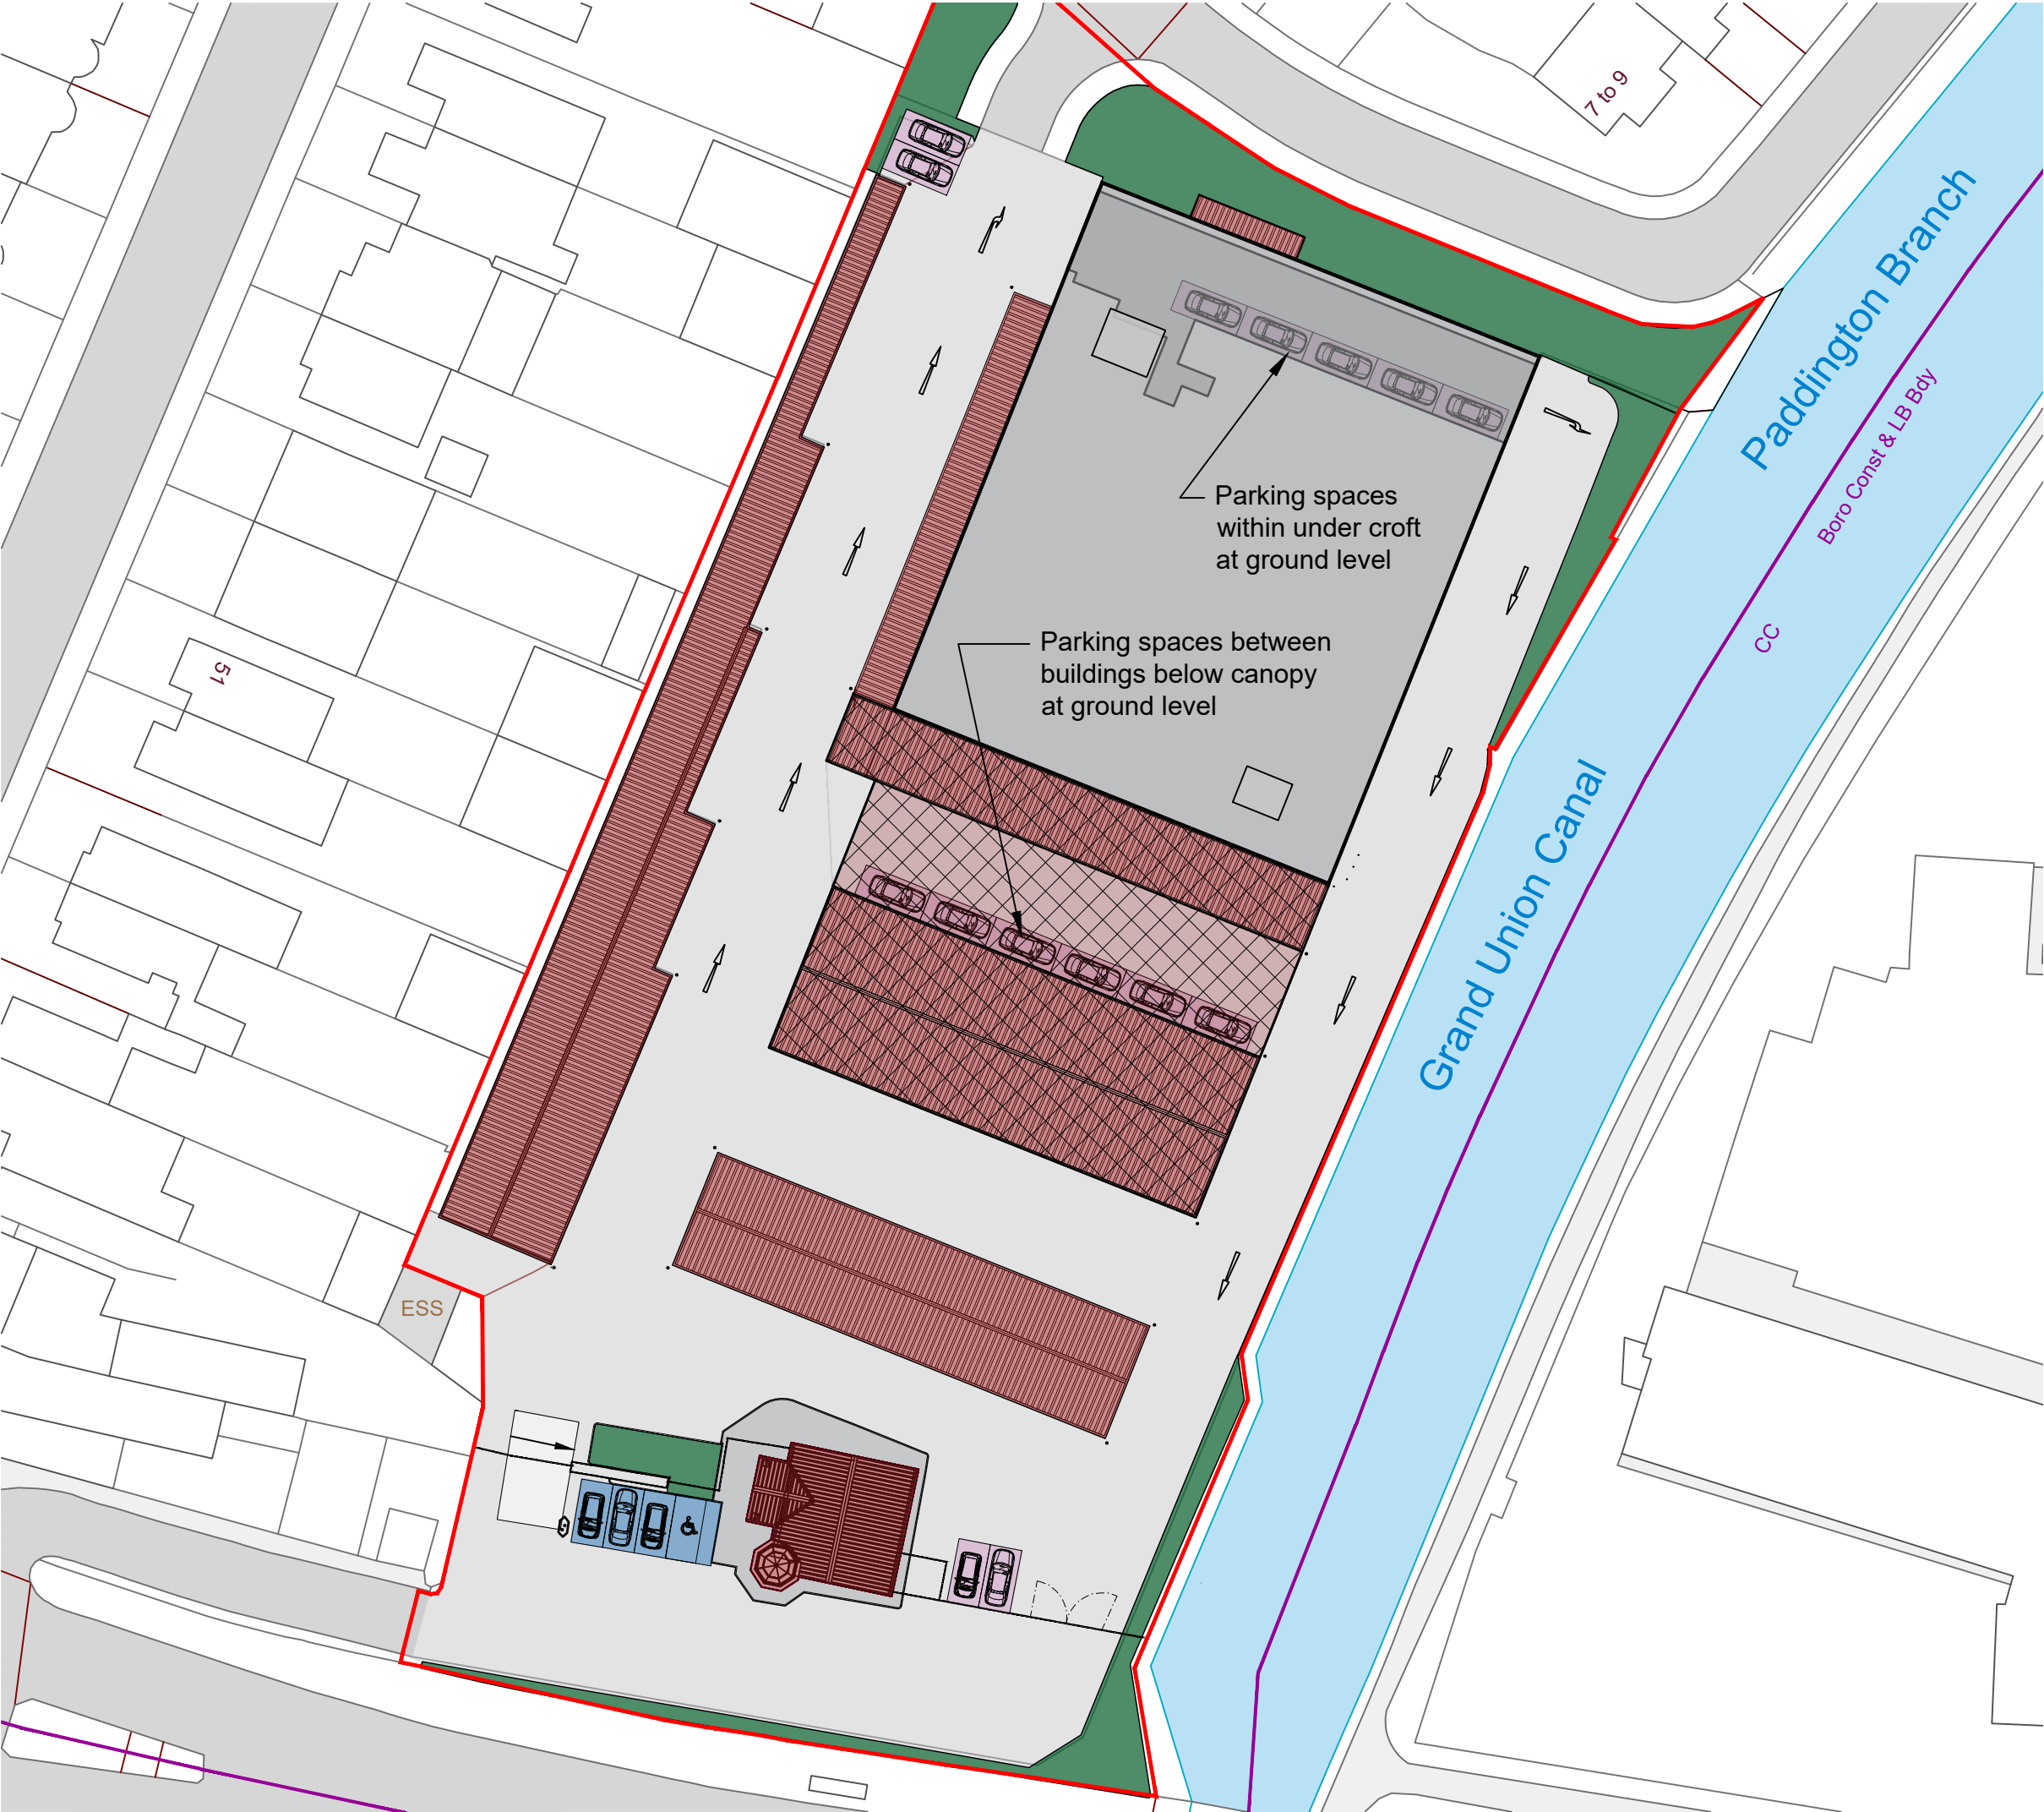 7 to 9
Paddington Branch
Boro Const & LB Bdy
CC
Parking spaces
within under croft
at ground level
Parking spaces between
buildings below canopy
at ground level
51
Grand Union Canal
ESS